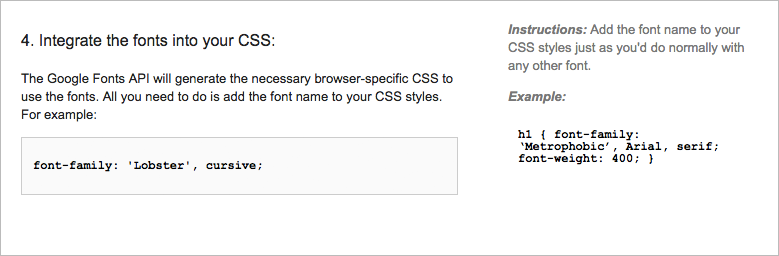 4. Integrate the fonts into your CSS:
The Google Fonts API will generate the necessary browser-specific CSS to
use the fonts. All you need to do is add the font name to your CSS styles.
For example:
font-family: 'Lobster', cursive;
Instructions: Add the font name to your
CSS styles just as you'd do normally with
any other font.
Example:
h1 { font-family:
‘Metrophobic’, Arial, serif;
font-weight: 400; }